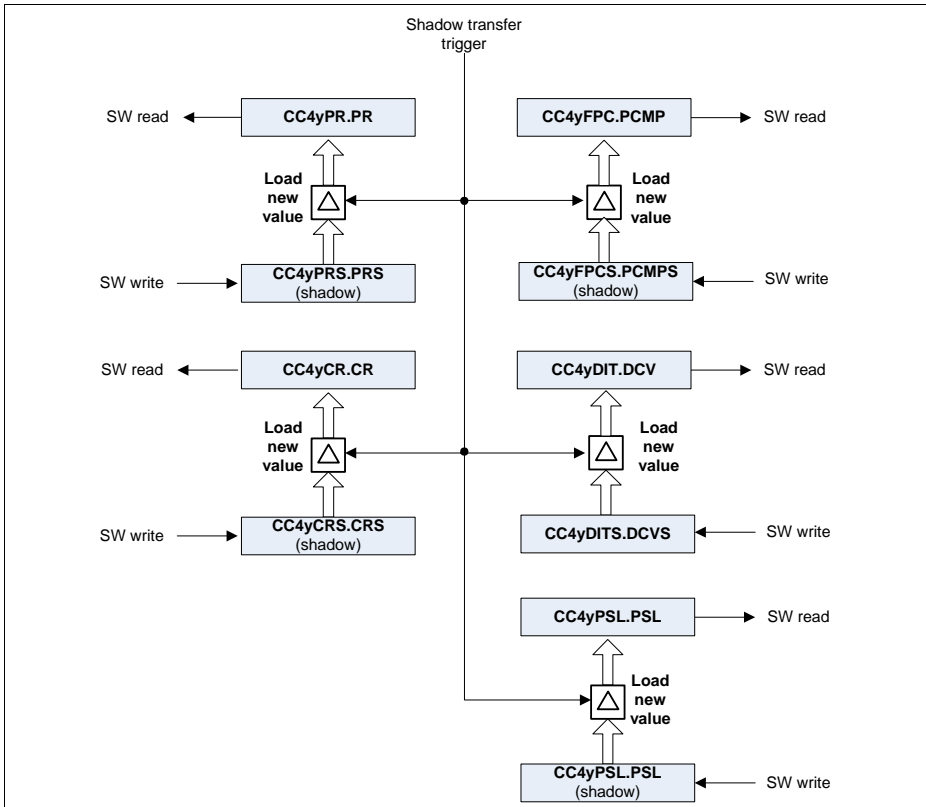 Shadow transfer
trigger
SW read
CC4yPR.PR
CC4yFPC.PCMP
SW read
Load
new
value
Load
new
value
SW write
CC4yPRS.PRS
(shadow)
CC4yFPCS.PCMPS
(shadow)
SW write
SW read
CC4yCR.CR
CC4yDIT.DCV
SW read
Load
new
value
Load
new
value
SW write
CC4yCRS.CRS
(shadow)
CC4yDITS.DCVS
SW write
CC4yPSL.PSL
SW read
Load
new
value
CC4yPSL.PSL
(shadow)
SW write